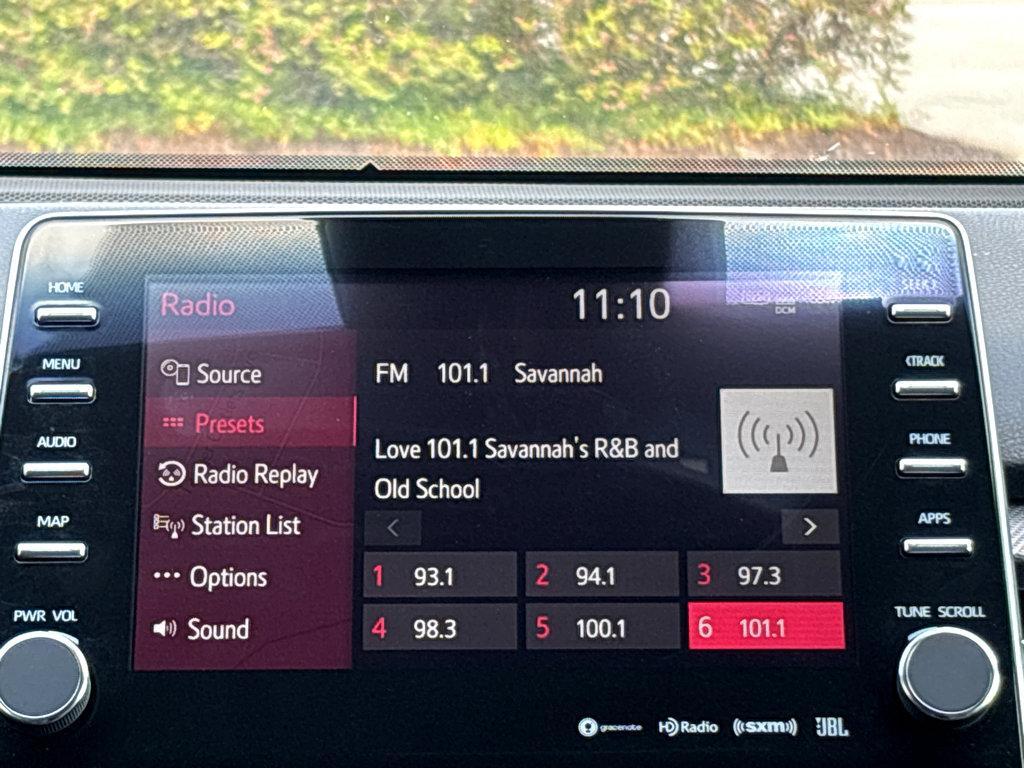 HOME
MENU
AUDIO
MAP
PWR VOL
Radio
11:10
DCM
Source
Presets
Radio Replay
Station List
Options
Sound
FM 101.1 Savannah
Love 101.1 Savannah's R&B and
Old School
<
>
1 93.1
2 94.1
3 97.3
4 98.3
5 100.1
6 101.1
TRACK
PHONE
APPS
TUNE SCROLL
gracenote
HD Radio
((sxm))
JBL